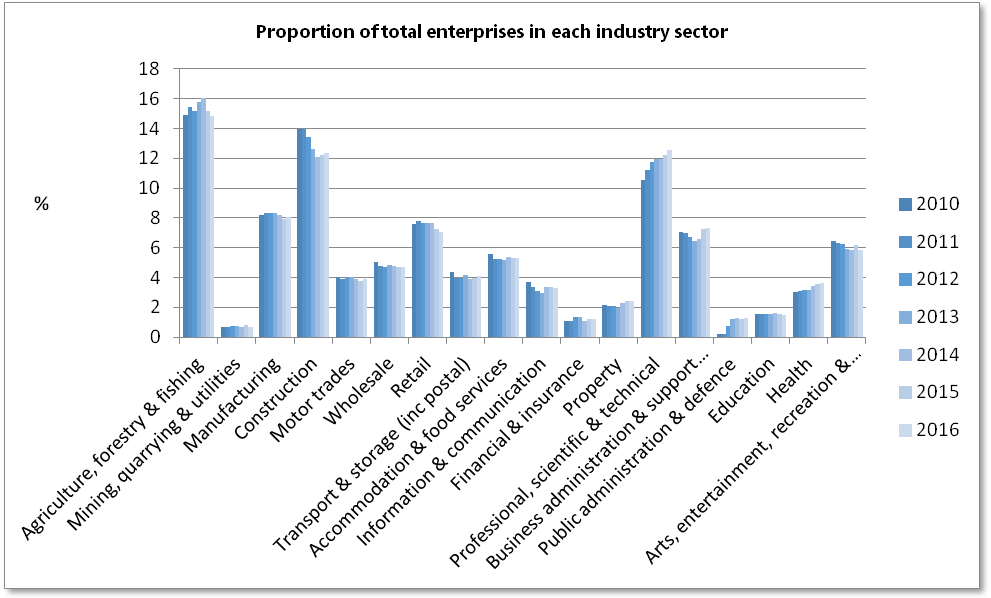 Proportion of total enterprises in each industry sector
18
16
14
12
10
8
6
4
2
0
%
Agriculture, forestry & fishing
Mining, quarrying & utilities
Manufacturing
Construction
Motor trades
Wholesale
Retail
Transport & storage (inc postal)
Accommodation & food services
Information & communication
Financial & insurance
Property
Professional, scientific & technical
Business administration & support...
Public administration & defence
Education
Health
Arts, entertainment, recreation &...
2010
2011
2012
2013
2014
2015
2016